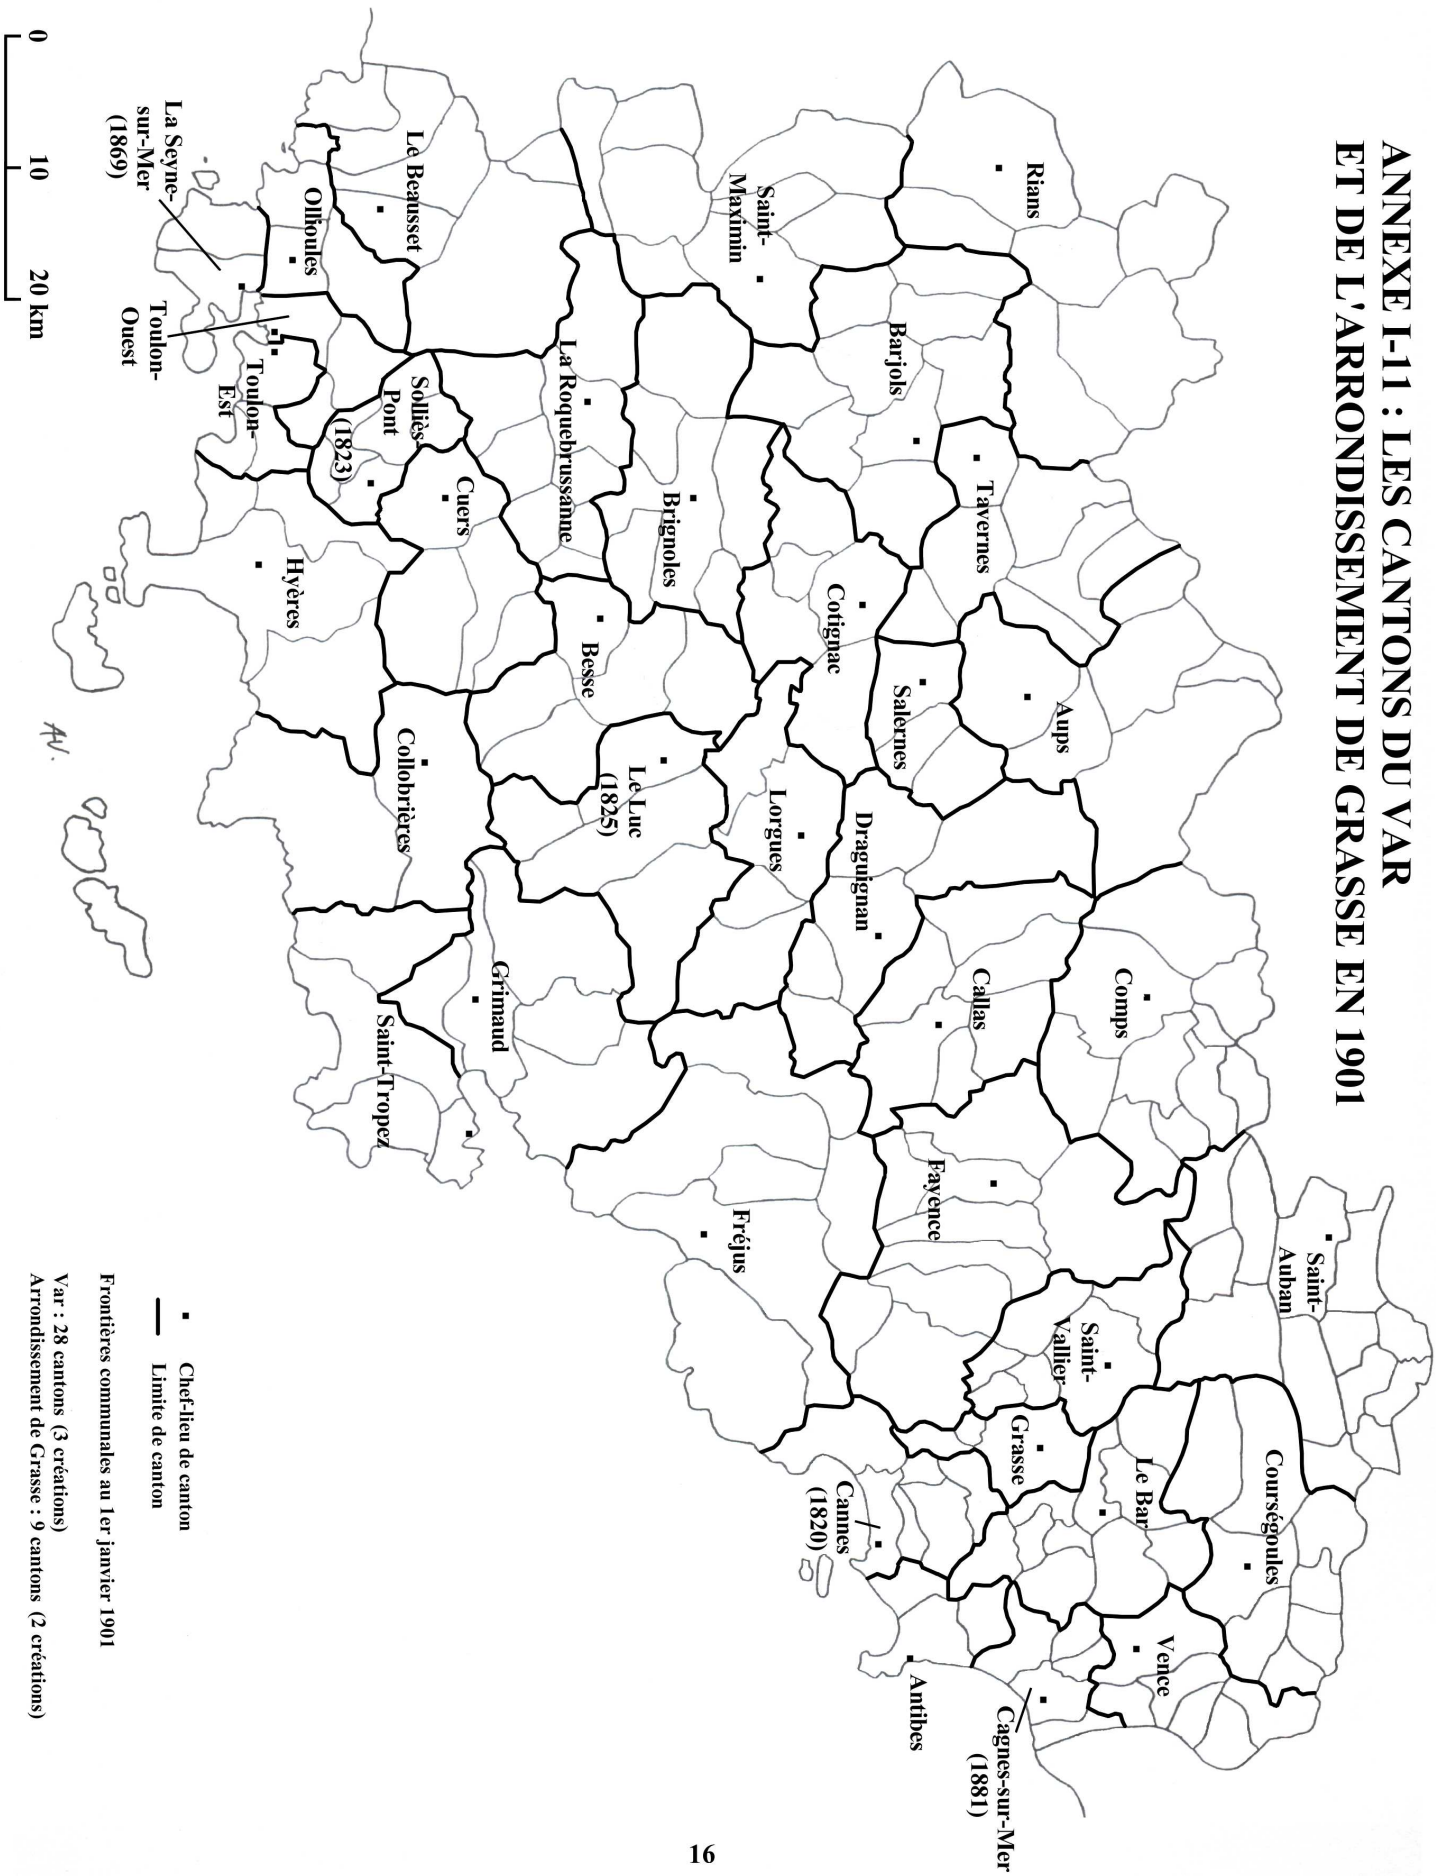 ANNEXE I-11 : LES CANTONS DU VAR
ET DE L'ARRONDISSEMENT DE GRASSE EN 1901
Rians
Saint-
Maximin
Barjols
Tavernes
Aups
Comps
Saint-
Auban
Saint-
Vallier
Courségoules
Le Bar
Grasse
Vence
Cagnes-sur-Mer
(1881)
Antibes
Cannes
(1820)
Fayence
Callas
Salernes
Draguignan
Cotignac
Lorgues
Brignoles
Fréjus
Le Luc
(1825)
Besse
La Roquebrussanne
Grimaud
Saint-Tropez
Collobrières
Cuers
Solliès-
Pont
(1823)
Le Beausset
Ollioules
Hyères
Toulon-
Est
Toulon-
Ouest
La Seyne-
sur-Mer
(1869)
AV.
0 10 20 km
Chef-lieu de canton
Limite de canton
Frontières communales au 1er janvier 1901
Var : 28 cantons (3 créations)
Arrondissement de Grasse : 9 cantons (2 créations)
16